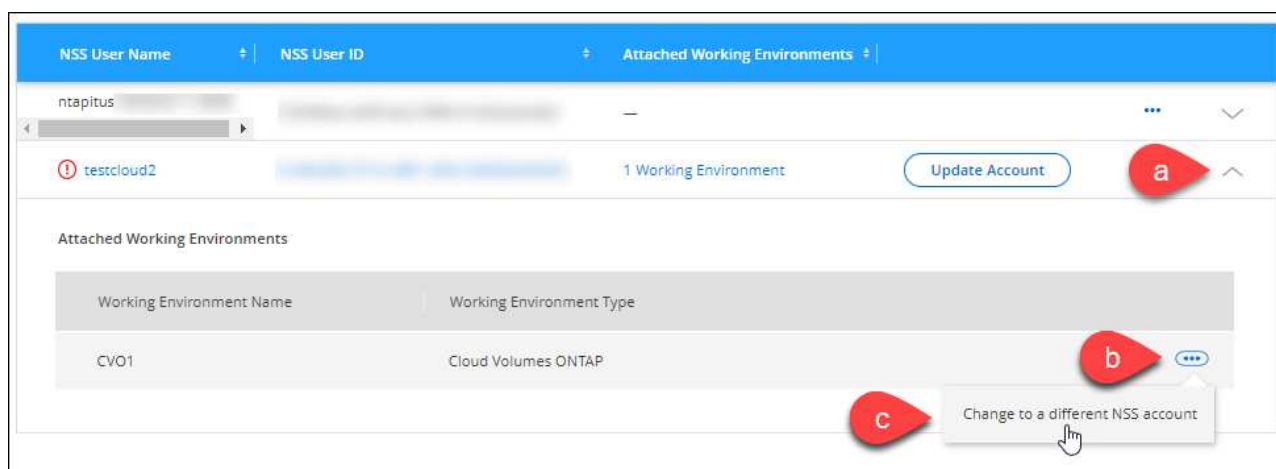 NSS User Name NSS User ID Attached Working Environments
ntapitus — •••
testcloud2 1 Working Environment Update Account a
Attached Working Environments
Working Environment Name Working Environment Type
CVO1 Cloud Volumes ONTAP b •••
c Change to a different NSS account